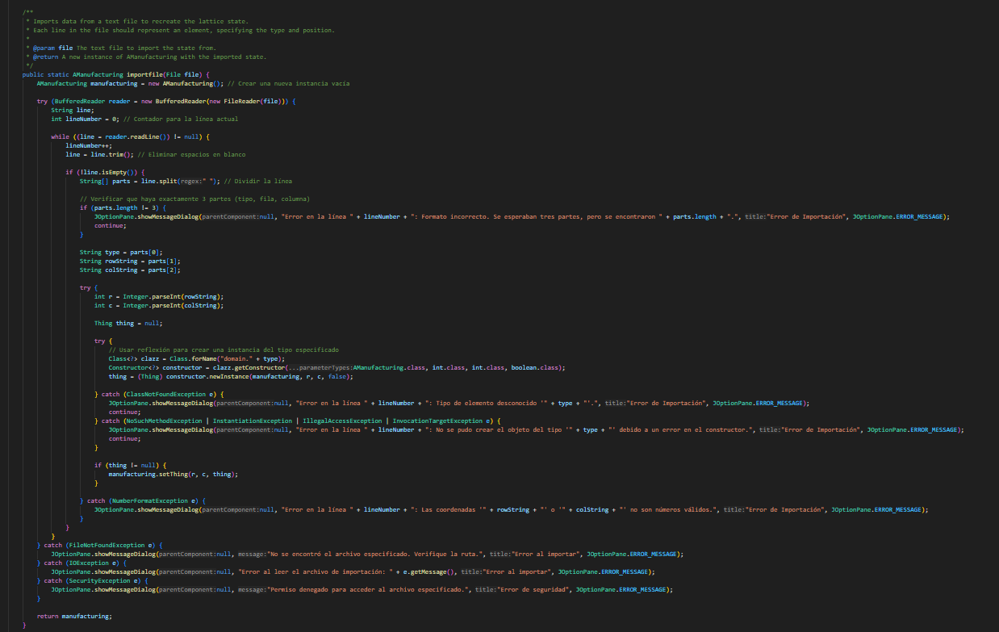 /**
 * Imports data from a text file to recreate the lattice state.
 * Each line in the file should represent an element, specifying the type and position.
 *
 * @param file The text file to import the state from.
 * @return A new instance of AManufacturing with the imported state.
 */
public static AManufacturing importfile(File file) {
    AManufacturing manufacturing = new AManufacturing(); // Crear una nueva instancia vacía

    try (BufferedReader reader = new BufferedReader(new FileReader(file))) {
        String line;
        int lineNumber = 0; // Contador para la línea actual

        while ((line = reader.readLine()) != null) {
            lineNumber++;
            line = line.trim(); // Eliminar espacios en blanco

            if (!line.isEmpty()) {
                String[] parts = line.split(regex:" "); // Dividir la línea

                // Verificar que haya exactamente 3 partes (tipo, fila, columna)
                if (parts.length != 3) {
                    JOptionPane.showMessageDialog(parentComponent:null, "Error en la línea " + lineNumber + ": Formato incorrecto. Se esperaban tres partes, pero se encontraron " + parts.length + ".", title:"Error de Importación", JOptionPane.ERROR_MESSAGE);
                    continue;
                }

                String type = parts[0];
                String rowString = parts[1];
                String colString = parts[2];

                try {
                    int r = Integer.parseInt(rowString);
                    int c = Integer.parseInt(colString);

                    Thing thing = null;

                    try {
                        // Usar reflexión para crear una instancia del tipo especificado
                        Class<?> clazz = Class.forName("domain." + type);
                        Constructor<?> constructor = clazz.getConstructor(...parameterTypes:AManufacturing.class, int.class, int.class, boolean.class);
                        thing = (Thing) constructor.newInstance(manufacturing, r, c, false);

                    } catch (ClassNotFoundException e) {
                        JOptionPane.showMessageDialog(parentComponent:null, "Error en la línea " + lineNumber + ": Tipo de elemento desconocido '" + type + "'.", title:"Error de Importación", JOptionPane.ERROR_MESSAGE);
                        continue;
                    } catch (NoSuchMethodException | InstantiationException | IllegalAccessException | InvocationTargetException e) {
                        JOptionPane.showMessageDialog(parentComponent:null, "Error en la línea " + lineNumber + ": No se pudo crear el objeto del tipo '" + type + "' debido a un error en el constructor.", title:"Error de Importación", JOptionPane.ERROR_MESSAGE);
                        continue;
                    }

                    if (thing != null) {
                        manufacturing.setThing(r, c, thing);
                    }

                } catch (NumberFormatException e) {
                    JOptionPane.showMessageDialog(parentComponent:null, "Error en la línea " + lineNumber + ": Las coordenadas '" + rowString + "' o '" + colString + "' no son números válidos.", title:"Error de Importación", JOptionPane.ERROR_MESSAGE);
                }
            }
        }
    } catch (FileNotFoundException e) {
        JOptionPane.showMessageDialog(parentComponent:null, message:"No se encontró el archivo especificado. Verifique la ruta.", title:"Error al importar", JOptionPane.ERROR_MESSAGE);
    } catch (IOException e) {
        JOptionPane.showMessageDialog(parentComponent:null, "Error al leer el archivo de importación: " + e.getMessage(), title:"Error al importar", JOptionPane.ERROR_MESSAGE);
    } catch (SecurityException e) {
        JOptionPane.showMessageDialog(parentComponent:null, message:"Permiso denegado para acceder al archivo especificado.", title:"Error de seguridad", JOptionPane.ERROR_MESSAGE);
    }

    return manufacturing;
}